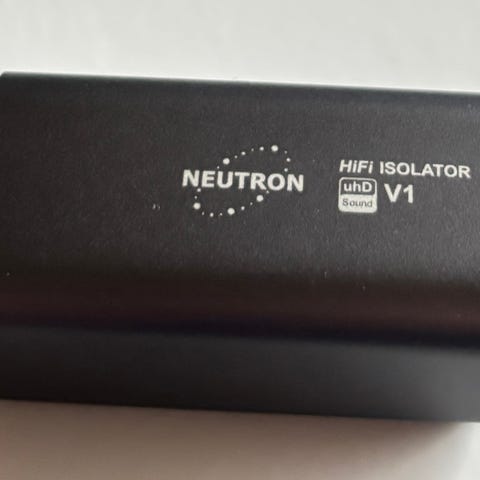 NEUTRON
HiFi ISOLATOR
uhD
Sound
V1